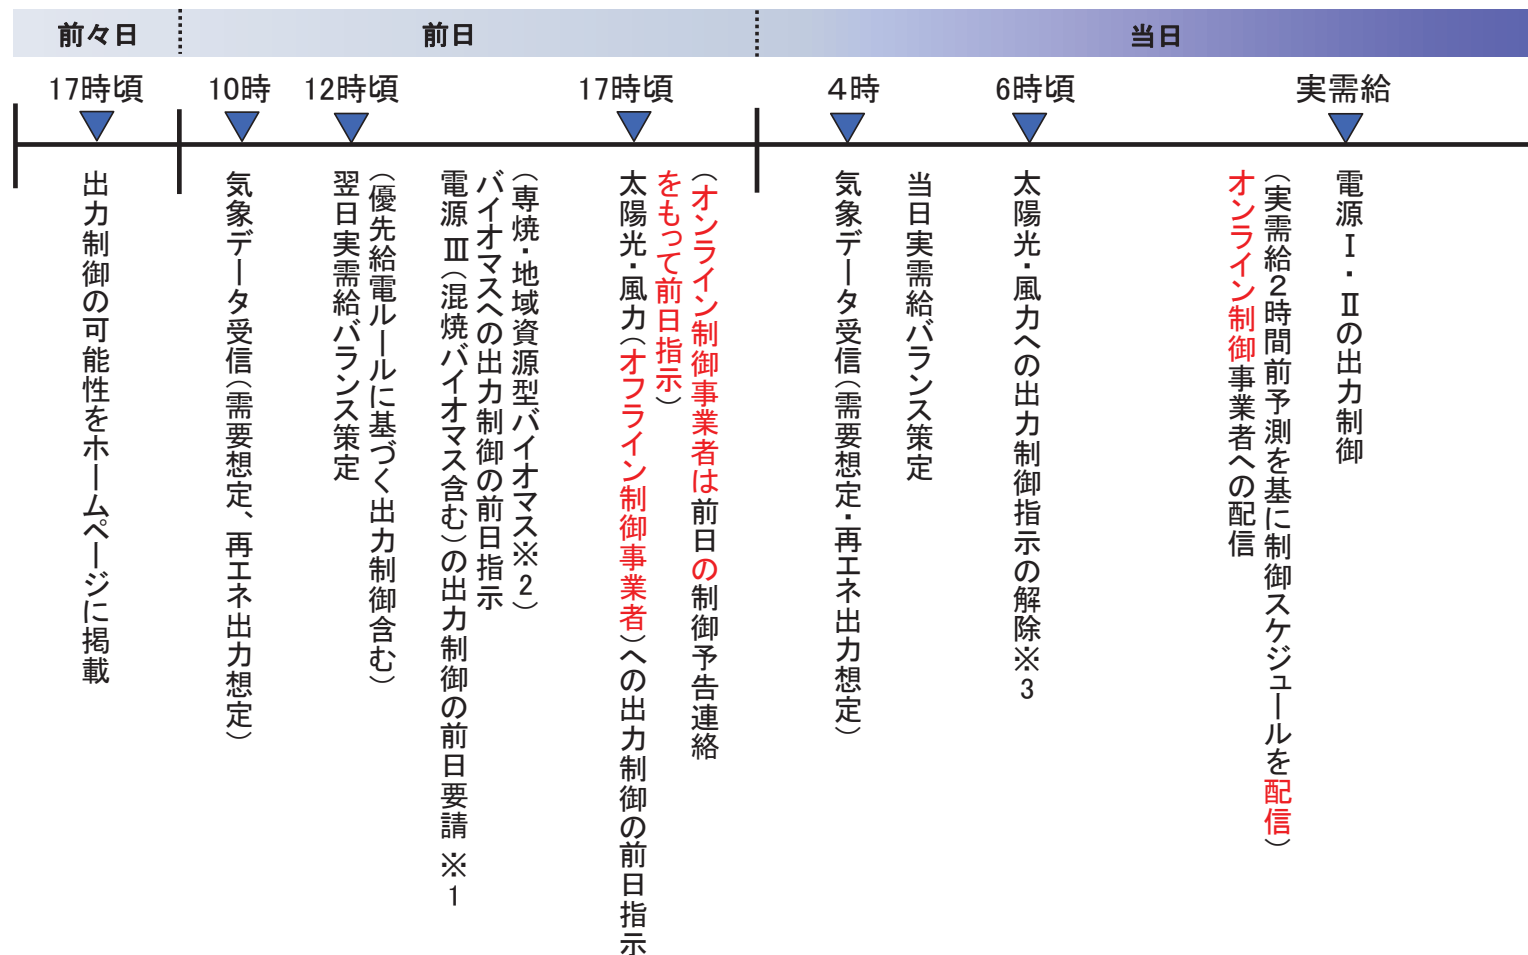 前々日
前日
当日
17時頃
10時
12時頃
17時頃
４時
6時頃
実需給
出力制御の可能性をホームページに掲載
気象データ受信（需要想定、再エネ出力想定）
翌日実需給バランス策定
（優先給電ルールに基づく出力制御含む）
電源Ⅲ（混焼バイオマス含む）の出力制御の前日要請 ※1
バイオマスへの出力制御の前日指示
（専焼・地域資源型バイオマス※2）
太陽光・風力（オフライン制御事業者）への出力制御の前日指示
（オンライン制御事業者は前日の制御予告連絡
をもって前日指示）
気象データ受信（需要想定・再エネ出力想定）
当日実需給バランス策定
太陽光・風力への出力制御指示の解除※3
オンライン制御事業者への配信
（実需給２時間前予測を基に制御スケジュールを配信）
電源Ⅰ・Ⅱの出力制御